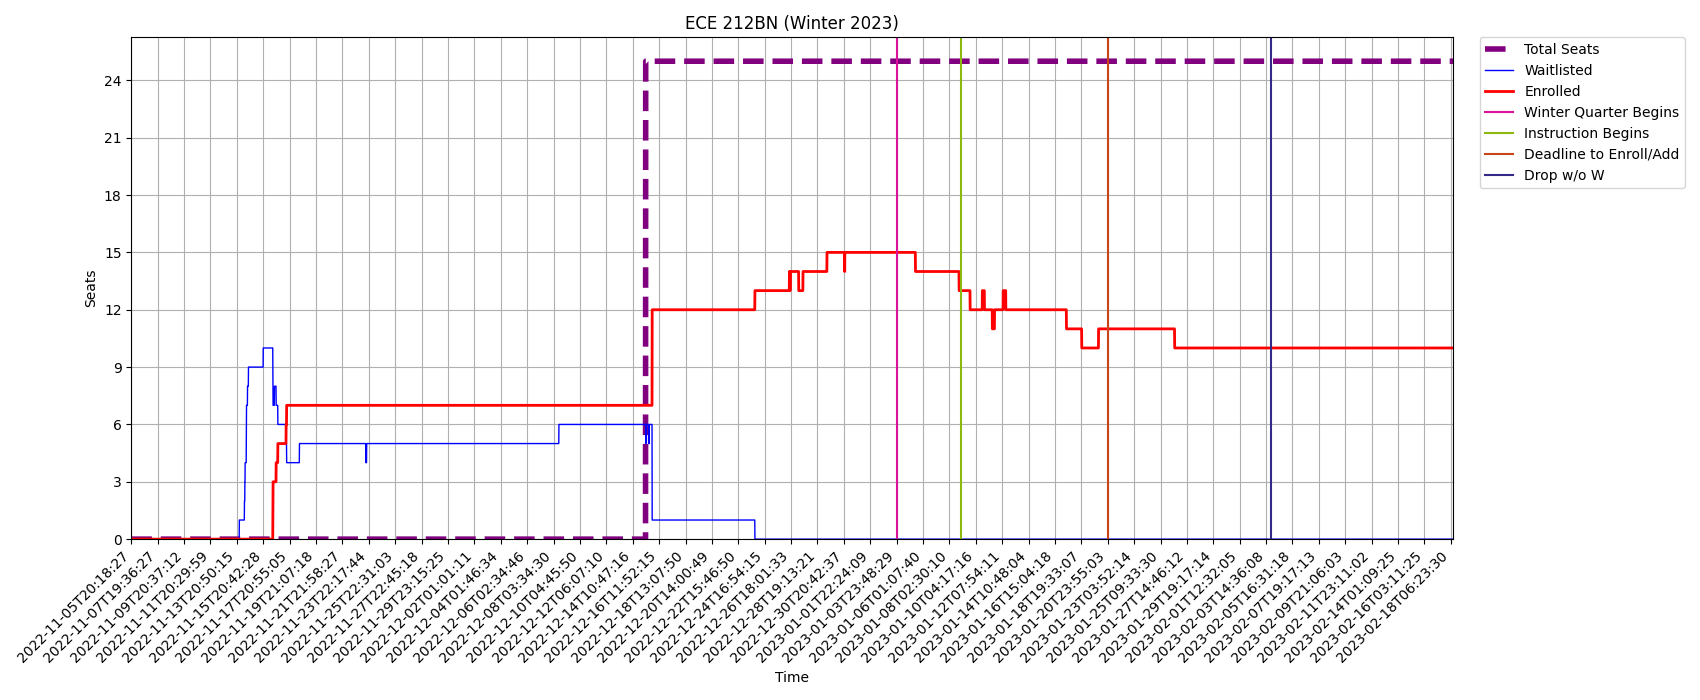 ECE 212BN (Winter 2023)
Total Seats
Waitlisted
Enrolled
Winter Quarter Begins
Instruction Begins
Deadline to Enroll/Add
Drop w/o W
Seats
24
21
18
15
12
9
6
3
0
2022-11-05T20:18:27
2022-11-07T19:36:27
2022-11-09T20:37:12
2022-11-11T20:29:59
2022-11-13T20:50:15
2022-11-15T20:42:28
2022-11-17T20:55:05
2022-11-19T21:07:18
2022-11-21T21:58:27
2022-11-23T22:17:44
2022-11-25T22:31:03
2022-11-27T22:45:18
2022-11-29T23:15:25
2022-12-02T01:01:11
2022-12-04T01:46:34
2022-12-06T02:34:46
2022-12-08T03:34:30
2022-12-10T04:45:50
2022-12-12T06:07:10
2022-12-14T10:47:16
2022-12-16T11:52:15
2022-12-18T13:07:50
2022-12-20T14:00:49
2022-12-22T15:46:50
2022-12-24T16:54:15
2022-12-26T18:01:33
2022-12-28T19:13:21
2022-12-30T20:42:37
2023-01-01T22:24:09
2023-01-03T23:48:29
2023-01-06T01:07:40
2023-01-08T02:30:16
2023-01-10T04:17:16
2023-01-12T07:54:11
2023-01-14T10:48:04
2023-01-16T15:04:18
2023-01-18T19:33:07
2023-01-20T23:55:03
2023-01-23T03:52:14
2023-01-25T09:33:30
2023-01-27T14:46:12
2023-01-29T19:17:14
2023-02-01T12:32:05
2023-02-03T14:36:08
2023-02-05T16:31:18
2023-02-07T19:17:13
2023-02-09T21:06:03
2023-02-11T23:11:02
2023-02-14T01:09:25
2023-02-16T03:11:25
2023-02-18T06:23:30
Time